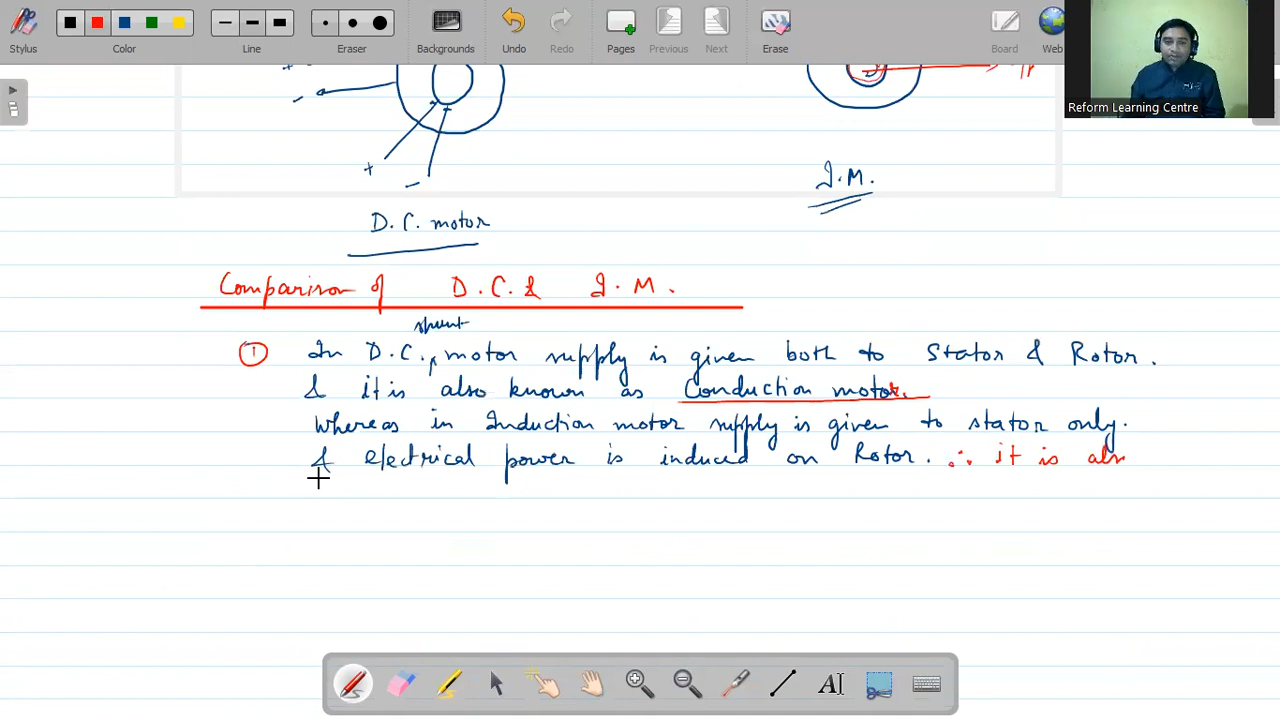 Stylus Color Line Eraser Backgrounds Undo Redo Pages Previous Next Erase Board Web
Reform Learning Centre
+
-
+
-
D.C. motor
I.M.
Comparison of D.C. & I.M.
shunt
① In D.C. motor supply is given both to Stator & Rotor.
& it is also known as Conduction motor.
Whereas in Induction motor supply is given to stator only.
& electrical power is induced on Rotor. ∴ it is als